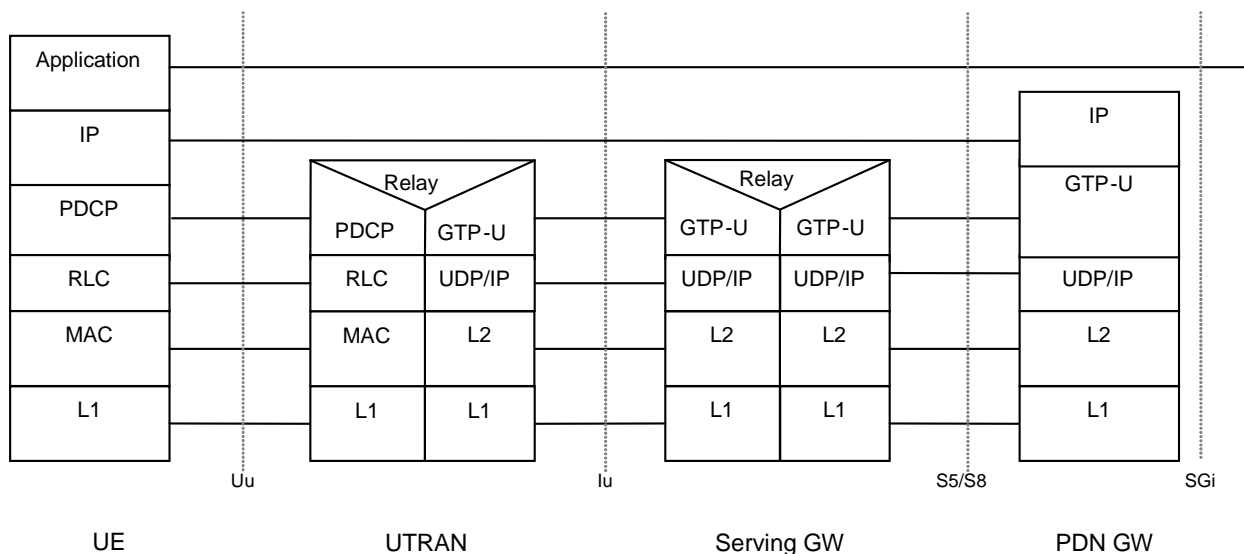 Application
IP
IP
Relay
Relay
GTP-U
PDCP
PDCP
GTP-U
GTP-U
GTP-U
RLC
RLC
UDP/IP
UDP/IP
UDP/IP
UDP/IP
MAC
MAC
L2
L2
L2
L2
L1
L1
L1
L1
L1
L1
Uu
Iu
S5/S8
SGi
UE
UTRAN
Serving GW
PDN GW